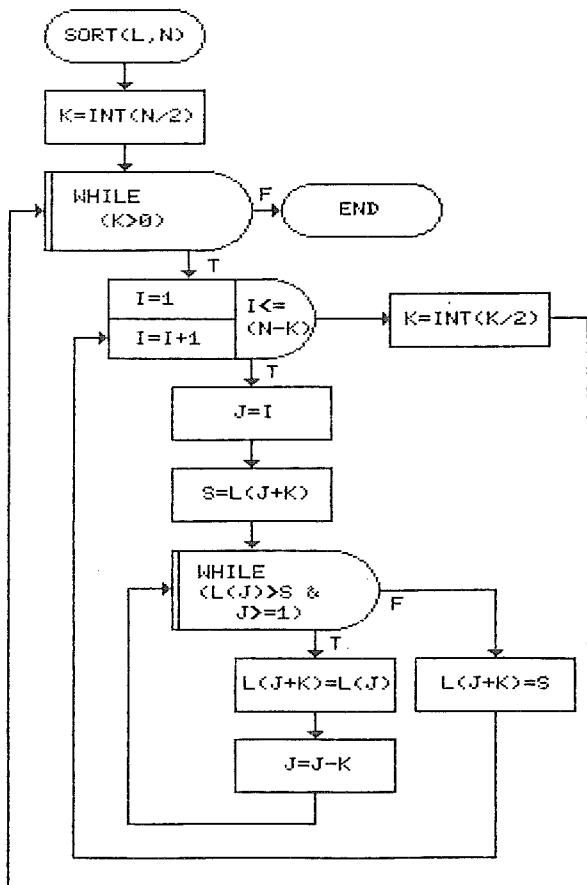 SORT(L,N)
K=INT(N/2)
WHILE
(K>0)
F
END
T
I=1
I=I+1
I<=
(N-K)
K=INT(K/2)
T
J=I
S=L(J+K)
WHILE
(L(J)>S &
J>=1)
F
T
L(J+K)=L(J)
L(J+K)=S
J=J-K